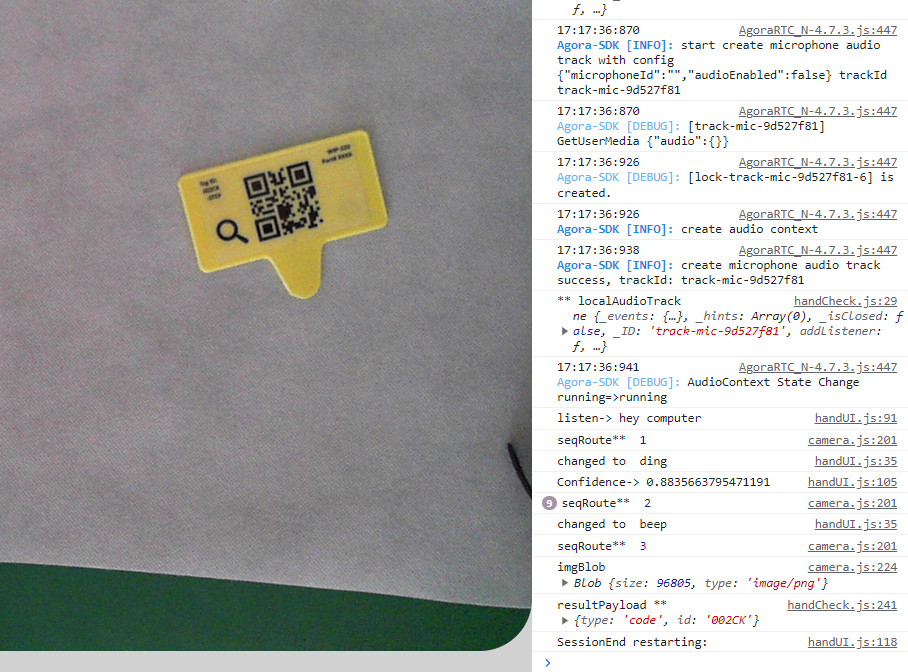 Tag ID:
002CK
WIP-320
Part# XXXX
ƒ, …}
17:17:36:870 AgoraRTC_N-4.7.3.js:447
Agora-SDK [INFO]: start create microphone audio
track with config
{"microphoneId":"","audioEnabled":false} trackId
track-mic-9d527f81
17:17:36:870 AgoraRTC_N-4.7.3.js:447
Agora-SDK [DEBUG]: [track-mic-9d527f81]
GetUserMedia {"audio":{}}
17:17:36:926 AgoraRTC_N-4.7.3.js:447
Agora-SDK [DEBUG]: [lock-track-mic-9d527f81-6] is
created.
17:17:36:926 AgoraRTC_N-4.7.3.js:447
Agora-SDK [INFO]: create audio context
17:17:36:938 AgoraRTC_N-4.7.3.js:447
Agora-SDK [INFO]: create microphone audio track
success, trackId: track-mic-9d527f81
** localAudioTrack handCheck.js:29
ne {_events: {…}, _hints: Array(0), _isClosed: f
alse, _ID: 'track-mic-9d527f81', addListener:
ƒ, …}
17:17:36:941 AgoraRTC_N-4.7.3.js:447
Agora-SDK [DEBUG]: AudioContext State Change
running=>running
listen-> hey computer handUI.js:91
seqRoute** 1 camera.js:201
changed to ding handUI.js:35
Confidence-> 0.8835663795471191 handUI.js:105
9 seqRoute** 2 camera.js:201
changed to beep handUI.js:35
seqRoute** 3 camera.js:201
imgBlob camera.js:224
Blob {size: 96805, type: 'image/png'}
resultPayload ** handCheck.js:241
{type: 'code', id: '002CK'}
SessionEnd restarting: handUI.js:118